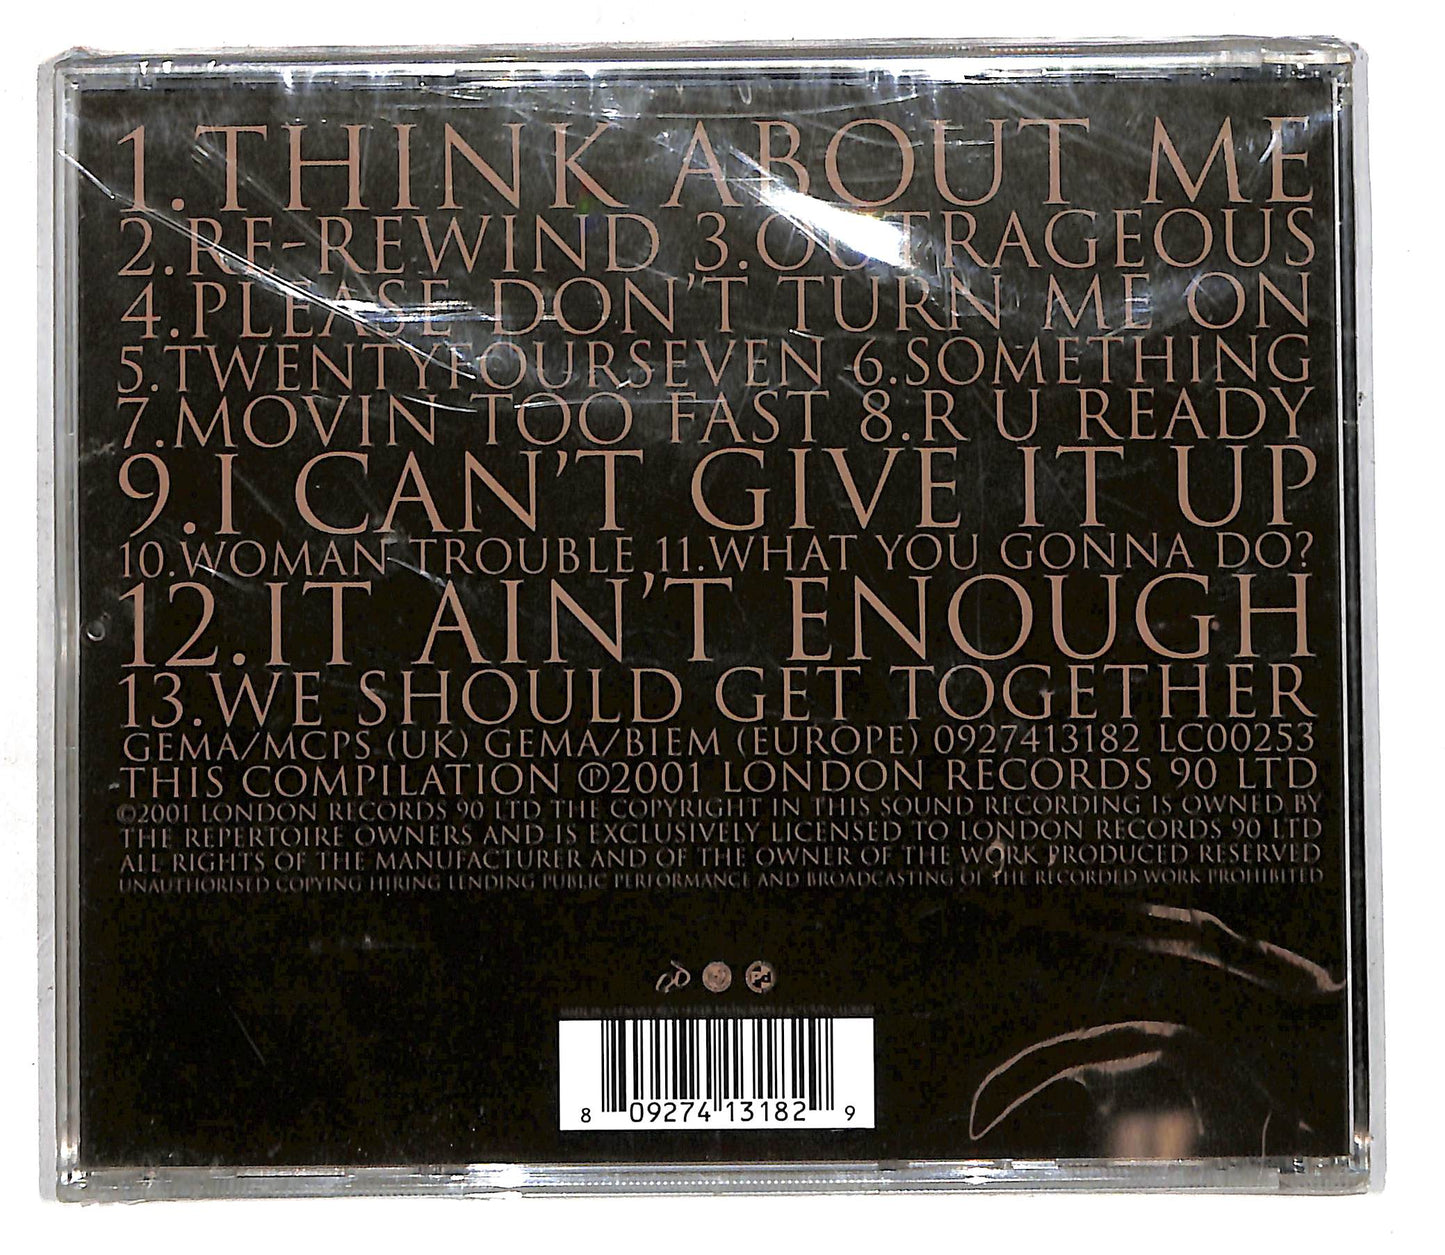 1.THINK ABOUT ME
2.RE-REWIND 3.OUTRAGEOUS
4.PLEASE DON'T TURN ME ON
5.TWENTYFOURSEVEN 6.SOMETHING
7.MOVIN TOO FAST 8.R U READY
9.I CAN'T GIVE IT UP
10.WOMAN TROUBLE 11.WHAT YOU GONNA DO?
12.IT AIN'T ENOUGH
13.WE SHOULD GET TOGETHER
GEMA/MCPS (UK) GEMA/BIEM (EUROPE) 0927413182 LC00253
THIS COMPILATION ℗2001 LONDON RECORDS 90 LTD
©2001 LONDON RECORDS 90 LTD THE COPYRIGHT IN THIS SOUND RECORDING IS OWNED BY
THE REPERTOIRE OWNERS AND IS EXCLUSIVELY LICENSED TO LONDON RECORDS 90 LTD
ALL RIGHTS OF THE MANUFACTURER AND OF THE OWNER OF THE WORK PRODUCED RESERVED
UNAUTHORISED COPYING HIRING LENDING PUBLIC PERFORMANCE AND BROADCASTING OF THE RECORDED WORK PROHIBITED
8 09274 13182 9